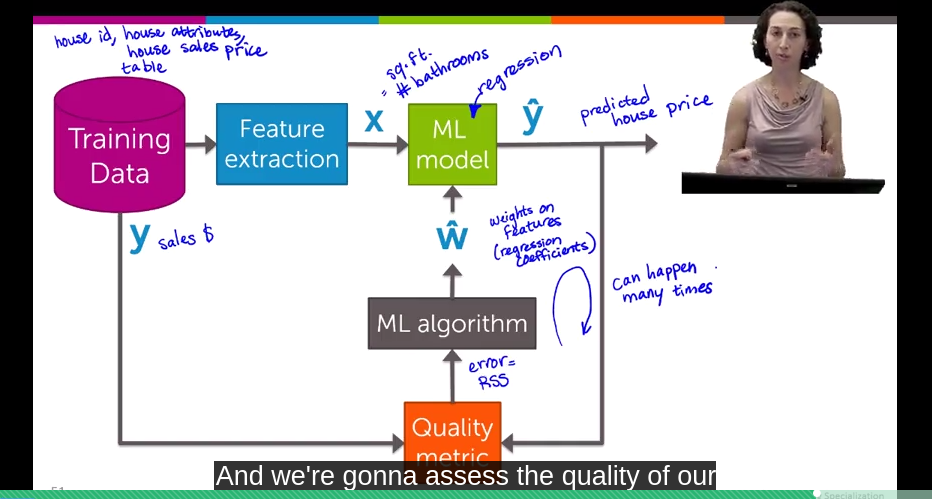 house id, house attributes,
house sales price
table
Training
Data
Feature
extraction
x
= sq.ft.
# bathrooms
regression
ML
model
ŷ
predicted
house price
y
sales $
ŵ
weights on
features
(regression
coefficients)
can happen
many times
ML algorithm
error =
RSS
Quality
metric
And we're gonna assess the quality of our
51
Specialization